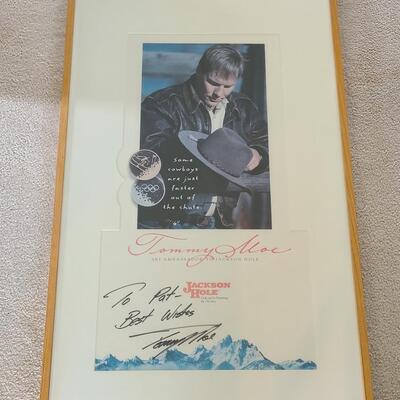 Some
cowboys
are just
faster
out of
the chute.
Tommy Moe
SKI AMBASSADOR TO JACKSON HOLE
JACKSON
HOLE
To Pat-
Best Wishes
Tommy Moe